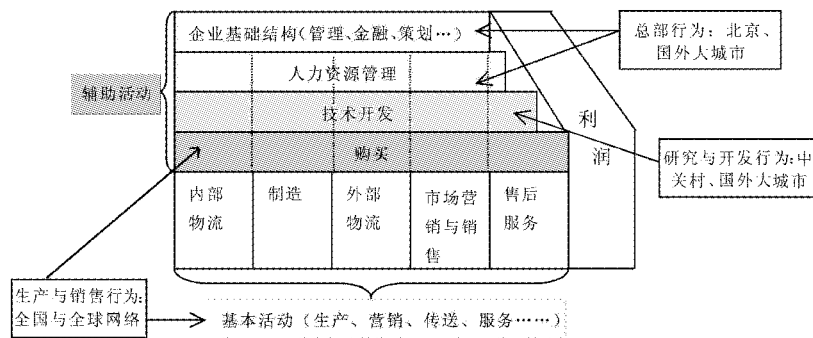 企业基础结构(管理、金融、策划…)
总部行为：北京、
国外大城市
人力资源管理
辅助活动
技术开发
利
润
购买
研究与开发行为:中
关村、国外大城市
内部
物流
制造
外部
物流
市场营
销与销
售
售后
服务
生产与销售行为:
全国与全球网络
基本活动（生产、营销、传送、服务……）